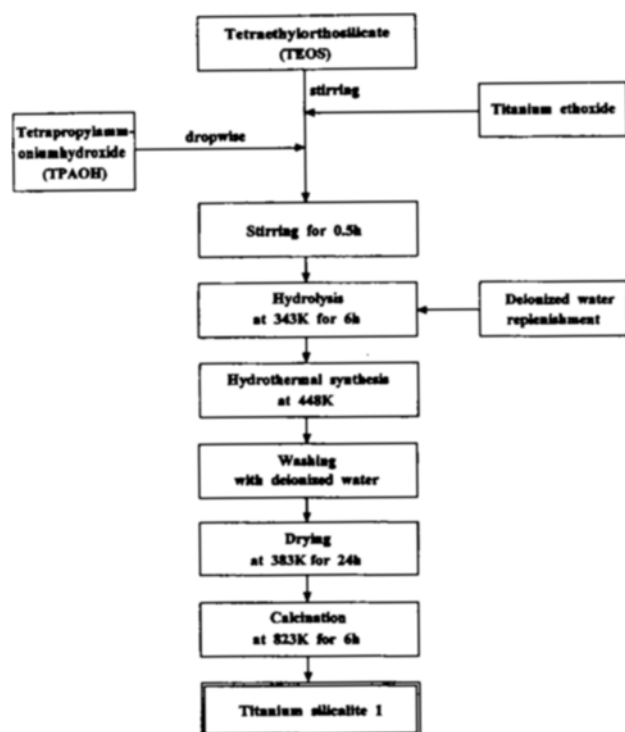 Tetraethylorthosilicate
(TEOS)
stirring
Titanium ethoxide
Tetrapropylamm-
oniumhydroxide
(TPAOH)
dropwise
Stirring for 0.5h
Hydrolysis
at 343K for 6h
Deionized water
replenishment
Hydrothermal synthesis
at 448K
Washing
with deionized water
Drying
at 383K for 24h
Calcination
at 823K for 6h
Titanium silicalite 1